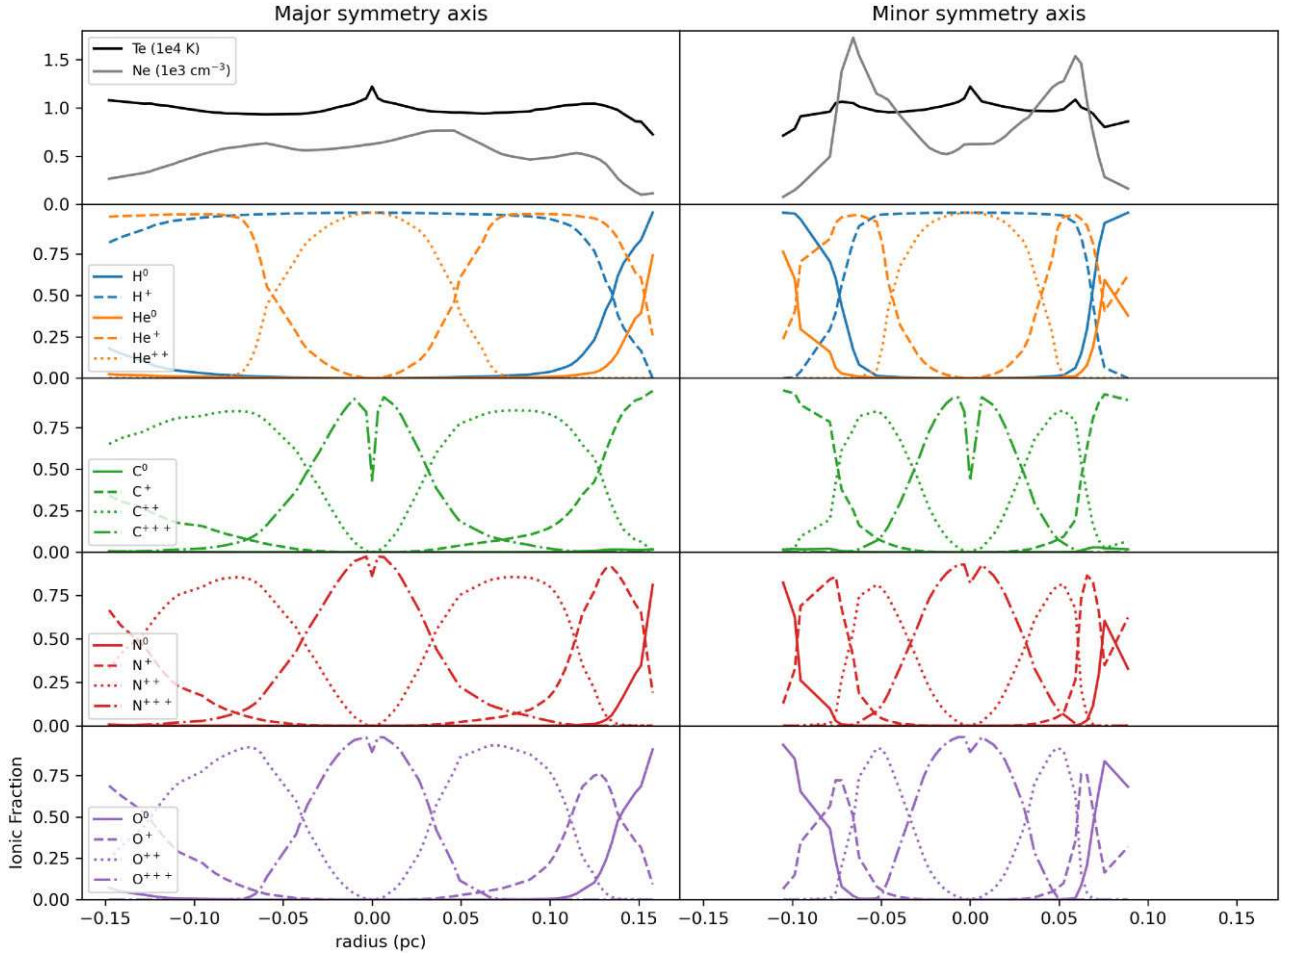 Major symmetry axis
Minor symmetry axis
Te (1e4 K)
Ne (1e3 cm⁻³)
1.5
1.0
0.5
0.0
H⁰
H⁺
He⁰
He⁺
He⁺⁺
0.75
0.50
0.25
0.00
C⁰
C⁺
C⁺⁺
C⁺⁺⁺
0.75
0.50
0.25
0.00
N⁰
N⁺
N⁺⁺
N⁺⁺⁺
0.75
0.50
0.25
0.00
O⁰
O⁺
O⁺⁺
O⁺⁺⁺
0.75
0.50
0.25
0.00
Ionic Fraction
−0.15 −0.10 −0.05 0.00 0.05 0.10 0.15
−0.15 −0.10 −0.05 0.00 0.05 0.10 0.15
radius (pc)